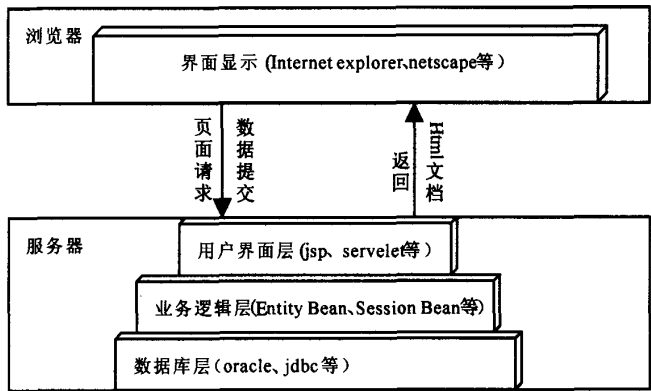 浏览器
界面显示 (Internet explorer、netscape等)
页面请求
数据提交
返回
Html文档
服务器
用户界面层 (jsp、servelet等)
业务逻辑层(Entity Bean、Session Bean等)
数据库层 (oracle、jdbc等)